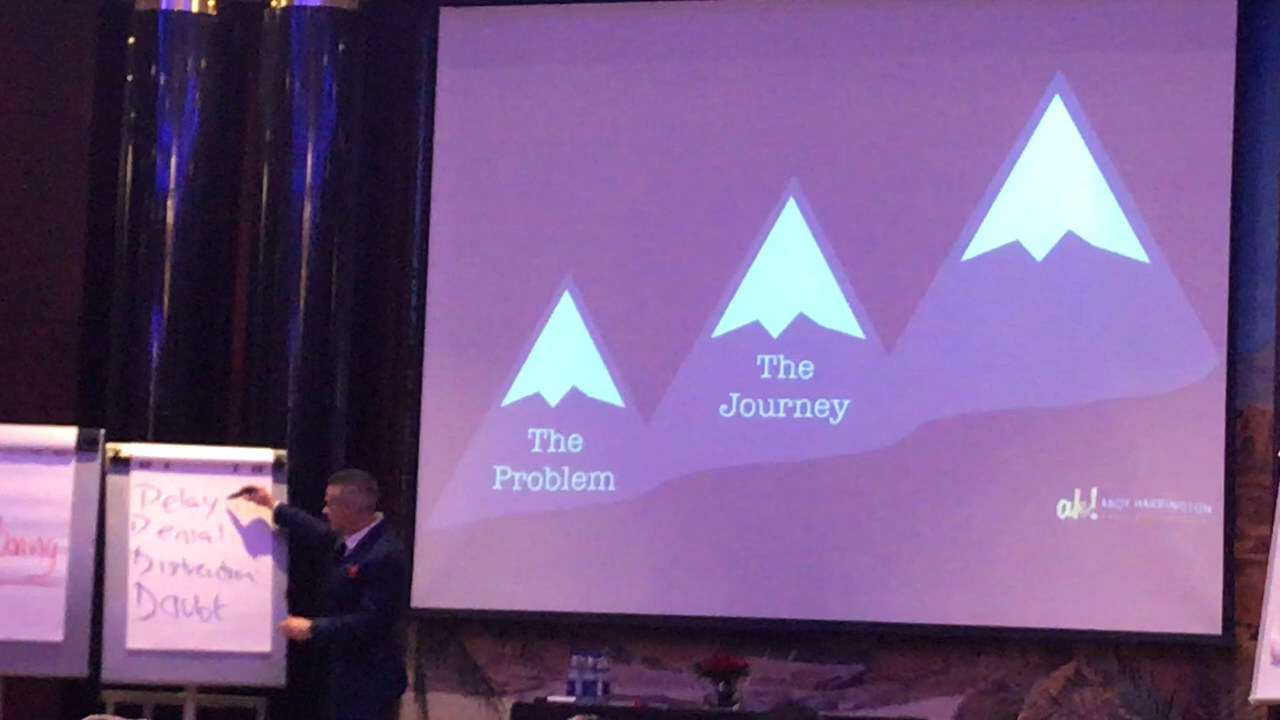 Delay
Denial
Distraction
Doubt
The
Problem
The
Journey
ah! ANDY HARRINGTON